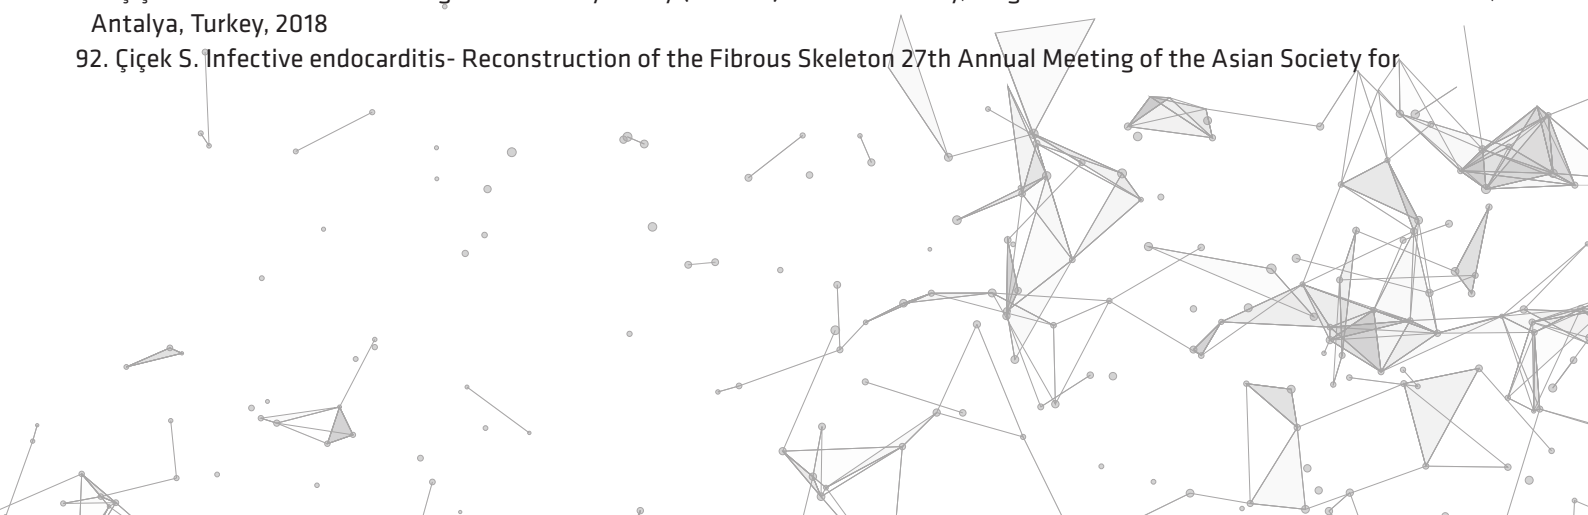 Antalya, Turkey, 2018
92. Çiçek S. Infective endocarditis- Reconstruction of the Fibrous Skeleton 27th Annual Meeting of the Asian Society for